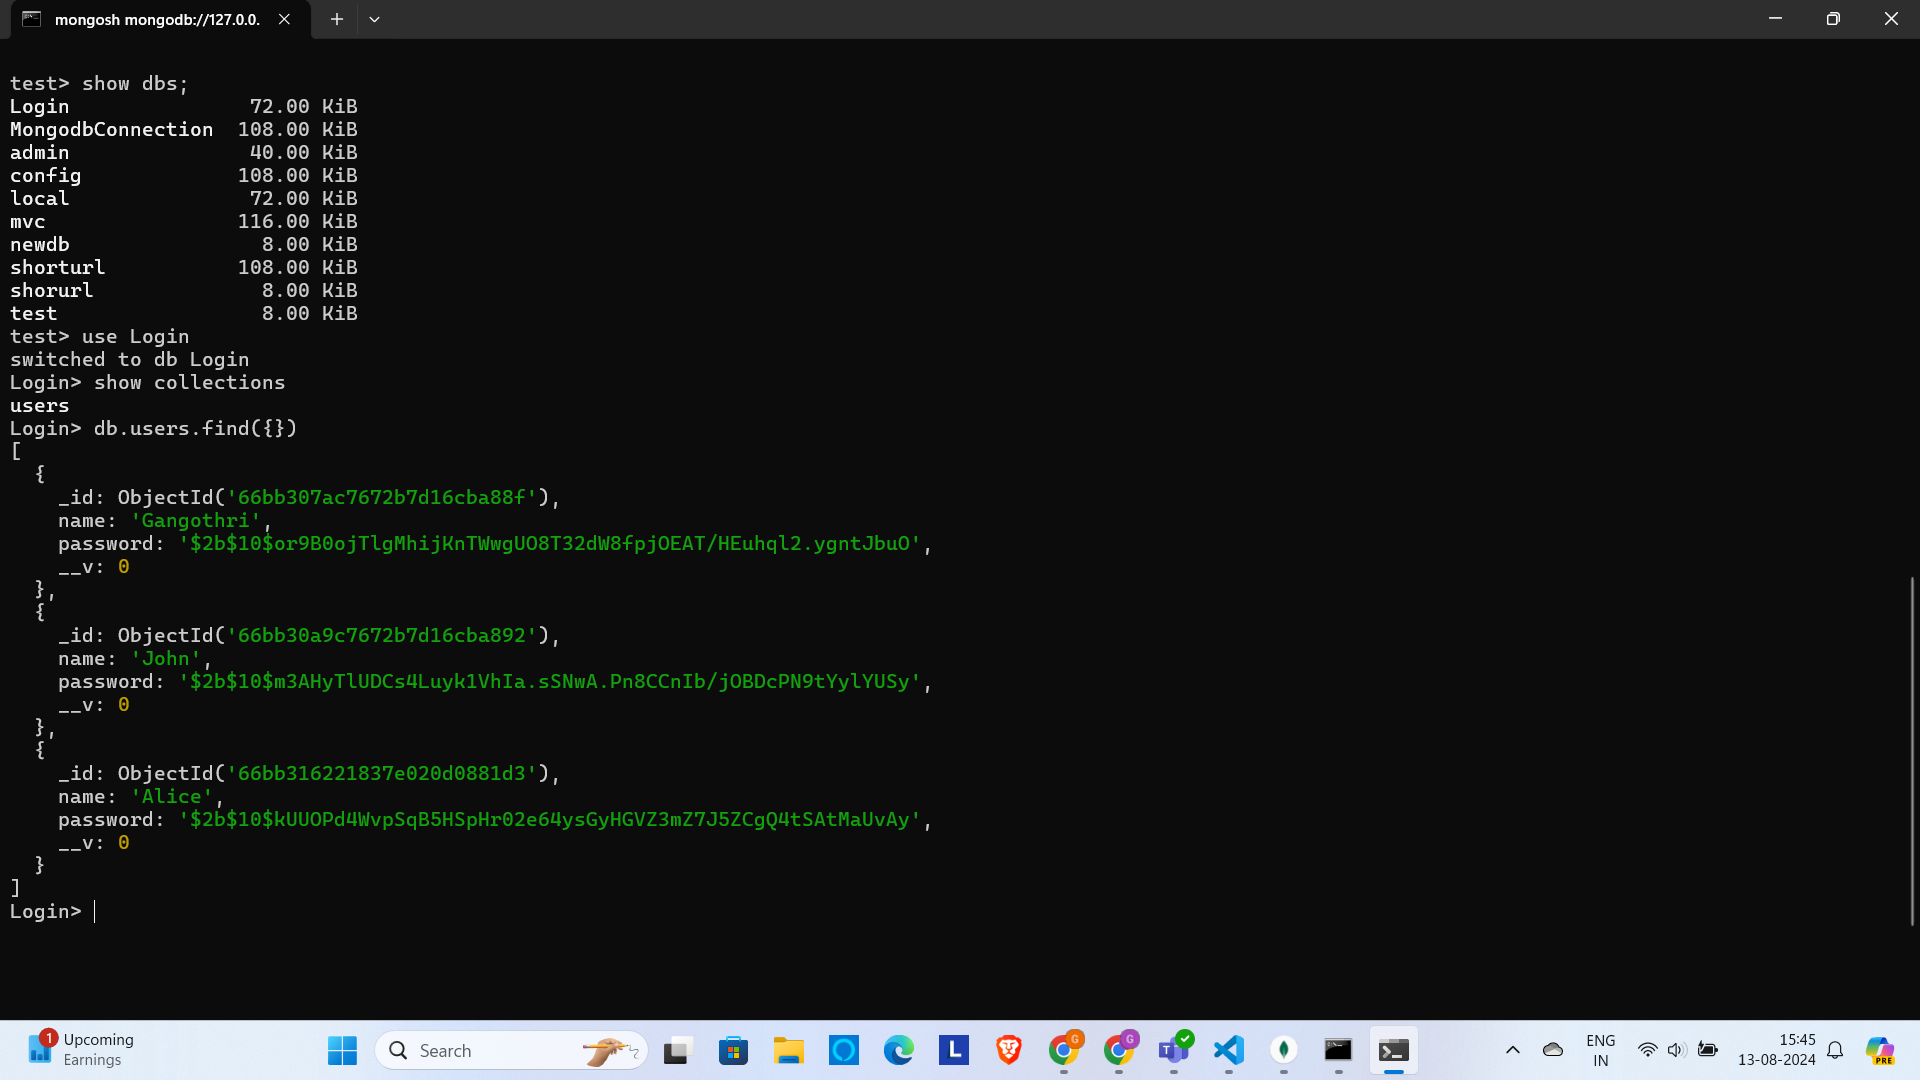 mongosh mongodb://127.0.0.
test> show dbs;
Login 72.00 KiB
MongodbConnection 108.00 KiB
admin 40.00 KiB
config 108.00 KiB
local 72.00 KiB
mvc 116.00 KiB
newdb 8.00 KiB
shorturl 108.00 KiB
shorurl 8.00 KiB
test 8.00 KiB
test> use Login
switched to db Login
Login> show collections
users
Login> db.users.find({})
[
{
_id: ObjectId('66bb307ac7672b7d16cba88f'),
name: 'Gangothri',
password: '$2b$10$or9B0ojTlgMhijKnTWwgUO8T32dW8fpjOEAT/HEuhql2.ygntJbuO',
__v: 0
},
{
_id: ObjectId('66bb30a9c7672b7d16cba892'),
name: 'John',
password: '$2b$10$m3AHyTlUDCs4Luyk1VhIa.sSNwA.Pn8CCnIb/jOBDcPN9tYylYUSy',
__v: 0
},
{
_id: ObjectId('66bb316221837e020d0881d3'),
name: 'Alice',
password: '$2b$10$kUUOPd4WvpSqB5HSpHr02e64ysGyHGVZ3mZ7J5ZCgQ4tSAtMaUvAy',
__v: 0
}
]
Login>
1
Upcoming
Earnings
Search
L
G
G
T
ENG
IN
15:45
13-08-2024
PRE